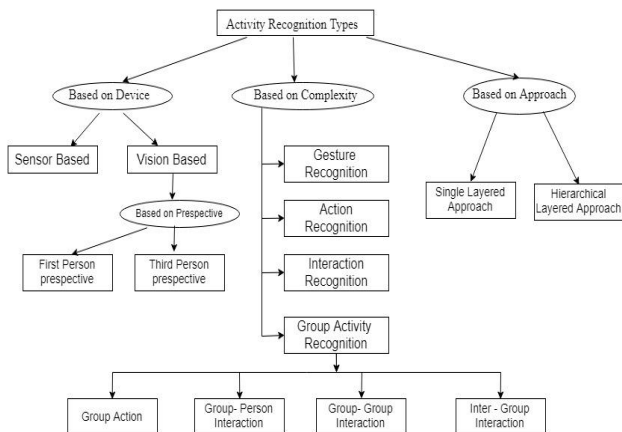 Activity Recognition Types
Based on Device
Based on Complexity
Based on Approach
Sensor Based
Vision Based
Gesture
Recognition
Single Layered
Approach
Hierarchical
Layered Approach
Based on Prespective
Action
Recognition
First Person
prespective
Third Person
prespective
Interaction
Recognition
Group Activity
Recognition
Group Action
Group- Person
Interaction
Group- Group
Interaction
Inter - Group
Interaction